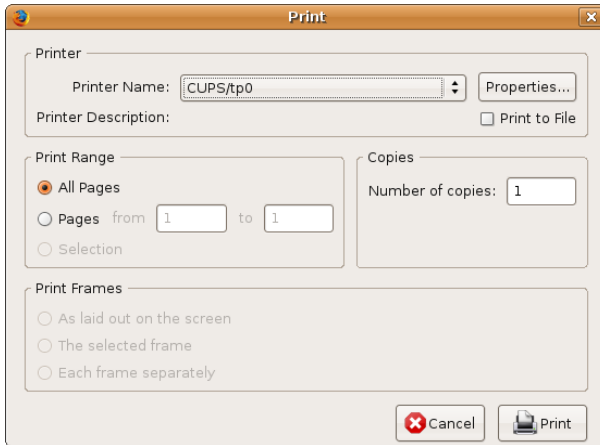 Print
Printer
Printer Name: CUPS/tp0 Properties...
Printer Description: Print to File
Print Range
All Pages
Pages from 1 to 1
Selection
Copies
Number of copies: 1
Print Frames
As laid out on the screen
The selected frame
Each frame separately
Cancel Print